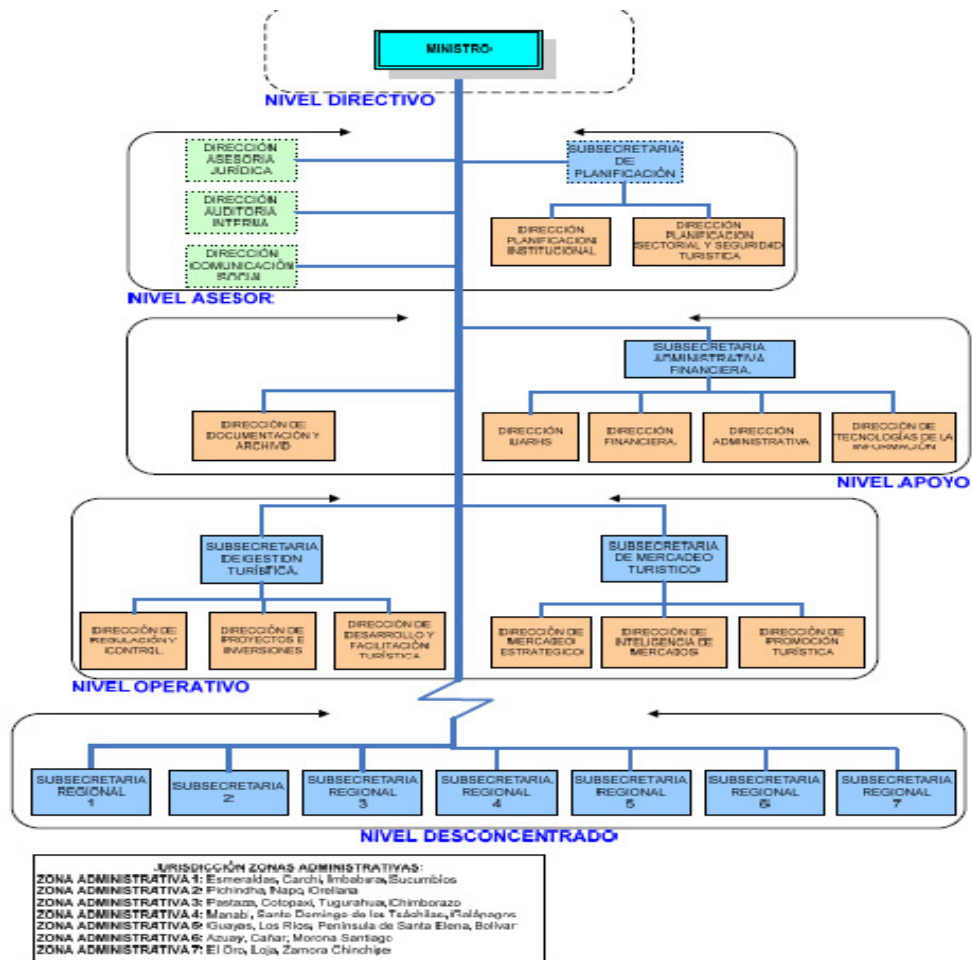 MINISTRO
NIVEL DIRECTIVO
DIRECCIÓN
ASESORIA
JURÍDICA
SUBSECRETARIA
DE
PLANIFICACIÓN
DIRECCIÓN
AUDITORIA
INTERNA
DIRECCIÓN
PLANIFICACION
INSTITUCIONAL
DIRECCIÓN
PLANIFICACION
SECTORIAL Y SEGURIDAD
TURISTICA
DIRECCIÓN
COMUNICACIÓN
SOCIAL
NIVEL ASESOR
SUBSECRETARIA
ADMINISTRATIVA
FINANCIERA
DIRECCIÓN DE
DOCUMENTACIÓN Y
ARCHIVO
DIRECCIÓN
UARHS
DIRECCIÓN
FINANCIERA
DIRECCIÓN
ADMINISTRATIVA
DIRECCIÓN DE
TECNOLOGÍAS DE LA
INFORMACIÓN
NIVEL APOYO
SUBSECRETARIA
DE GESTION
TURÍSTICA
SUBSECRETARIA
DE MERCADEO
TURISTICO
DIRECCIÓN DE
REGULACIÓN Y
CONTROL
DIRECCIÓN DE
PROYECTOS E
INVERSIONES
DIRECCIÓN DE
DESARROLLO Y
FACILITACIÓN
TURÍSTICA
DIRECCIÓN DE
MERCADEO
ESTRATEGICO
DIRECCIÓN DE
INTELIGENCIA DE
MERCADOS
DIRECCIÓN DE
PROMOCIÓN
TURÍSTICA
NIVEL OPERATIVO
SUBSECRETARIA
REGIONAL
1
SUBSECRETARIA
2
SUBSECRETARIA
REGIONAL
3
SUBSECRETARIA
REGIONAL
4
SUBSECRETARIA
REGIONAL
5
SUBSECRETARIA
REGIONAL
6
SUBSECRETARIA
REGIONAL
7
NIVEL DESCONCENTRADO
JURISDICCIÓN ZONAS ADMINISTRATIVAS:
ZONA ADMINISTRATIVA 1: Esmeraldas, Carchi, Imbabura, Sucumbios
ZONA ADMINISTRATIVA 2: Pichincha, Napo, Orellana
ZONA ADMINISTRATIVA 3: Pastaza, Cotopaxi, Tugurahua, Chimborazo
ZONA ADMINISTRATIVA 4: Manabí, Santo Domingo de los Tsáchilas, Galápagos
ZONA ADMINISTRATIVA 5: Guayas, Los Ríos, Península de Santa Elena, Bolívar
ZONA ADMINISTRATIVA 6: Azuay, Cañar, Morona Santiago
ZONA ADMINISTRATIVA 7: El Oro, Loja, Zamora Chinchipe